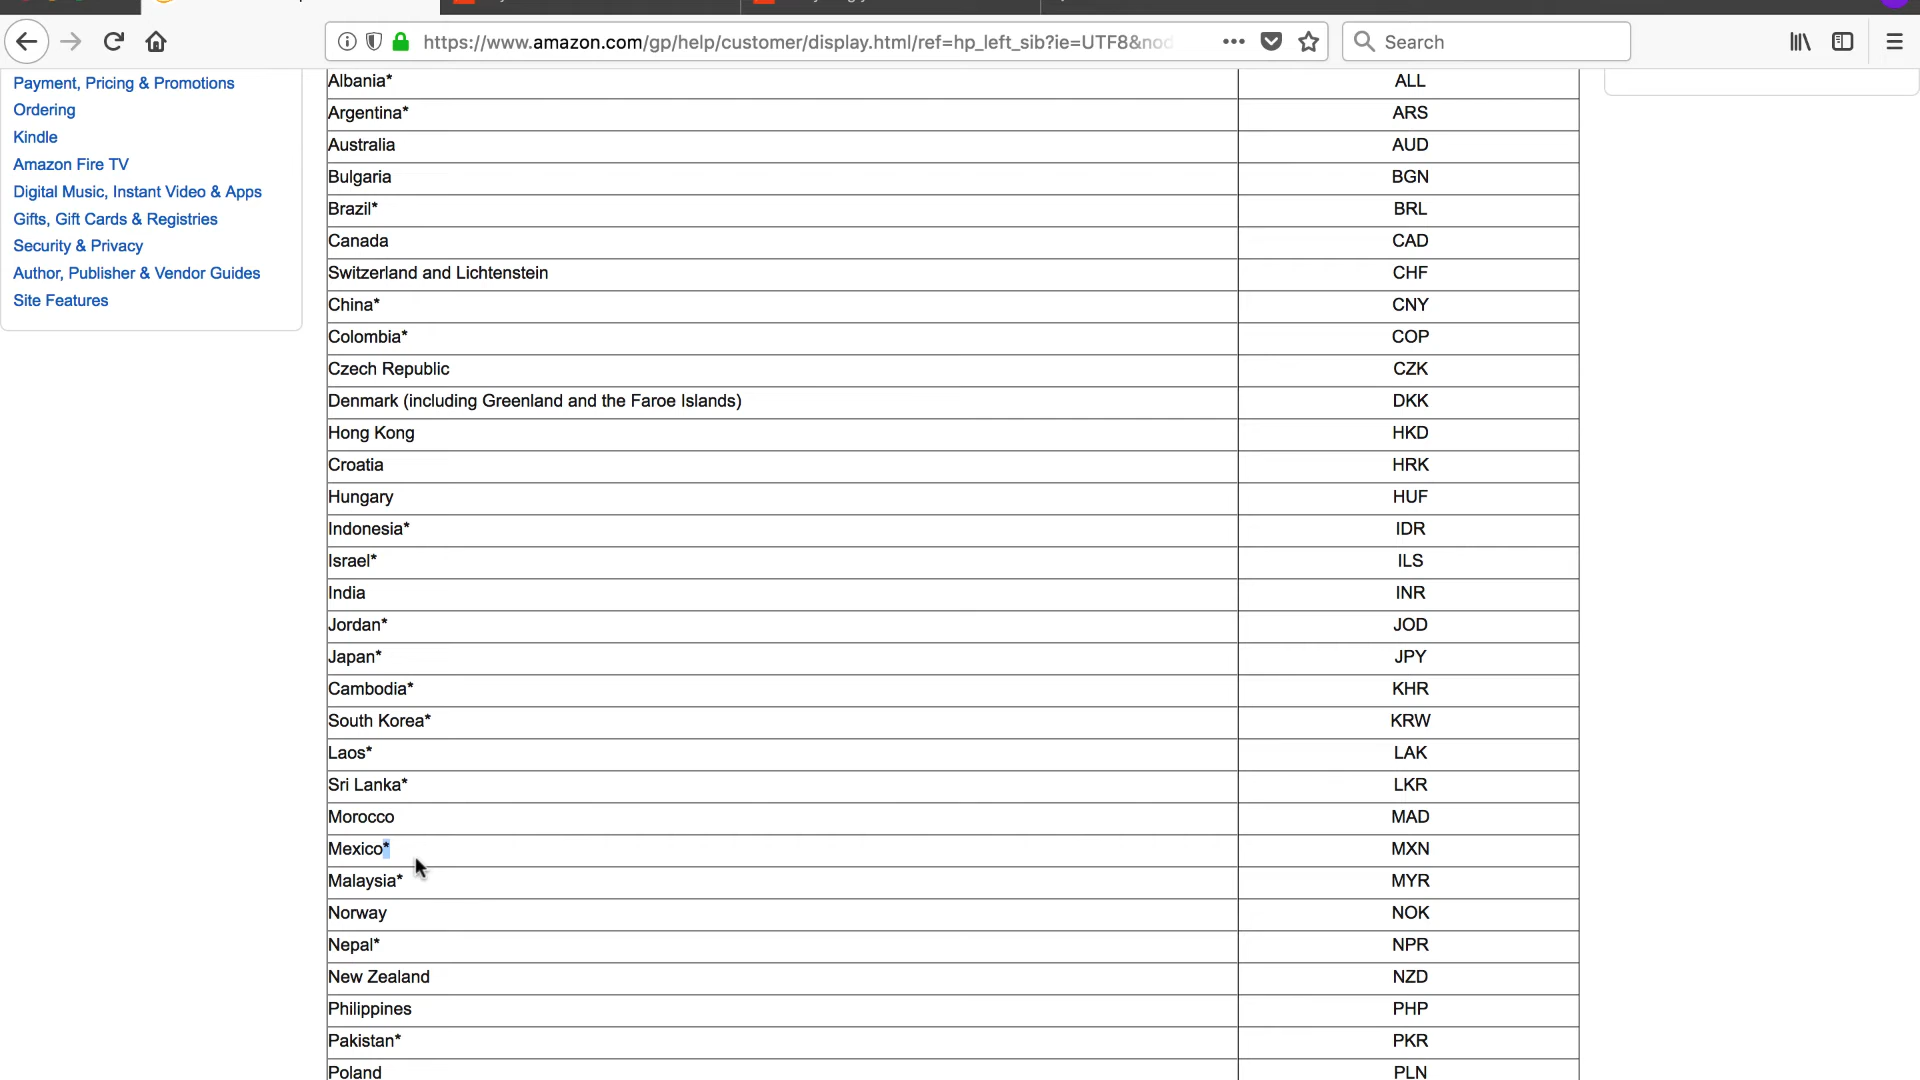 https://www.amazon.com/gp/help/customer/display.html/ref=hp_left_sib?ie=UTF8&nod
Search
Payment, Pricing & Promotions
Ordering
Kindle
Amazon Fire TV
Digital Music, Instant Video & Apps
Gifts, Gift Cards & Registries
Security & Privacy
Author, Publisher & Vendor Guides
Site Features
Albania* ALL
Argentina* ARS
Australia AUD
Bulgaria BGN
Brazil* BRL
Canada CAD
Switzerland and Lichtenstein CHF
China* CNY
Colombia* COP
Czech Republic CZK
Denmark (including Greenland and the Faroe Islands) DKK
Hong Kong HKD
Croatia HRK
Hungary HUF
Indonesia* IDR
Israel* ILS
India INR
Jordan* JOD
Japan* JPY
Cambodia* KHR
South Korea* KRW
Laos* LAK
Sri Lanka* LKR
Morocco MAD
Mexico* MXN
Malaysia* MYR
Norway NOK
Nepal* NPR
New Zealand NZD
Philippines PHP
Pakistan* PKR
Poland PLN